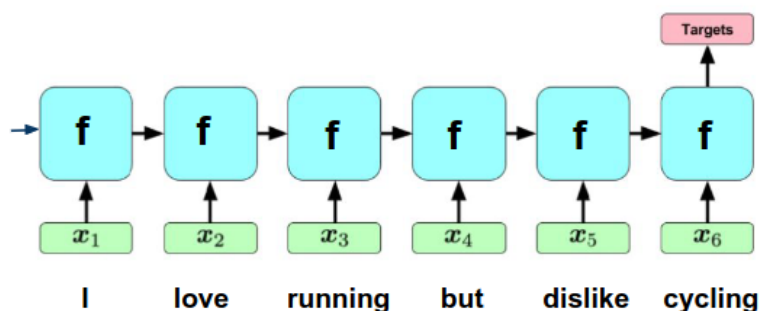 Targets
f f f f f f
x₁ x₂ x₃ x₄ x₅ x₆
I love running but dislike cycling